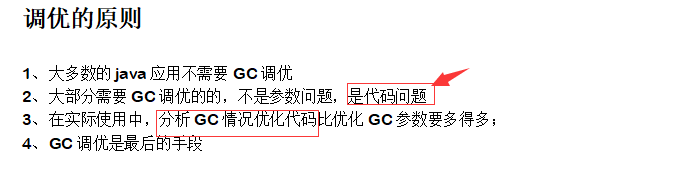 调优的原则
1、大多数的 java 应用不需要 GC 调优
2、大部分需要 GC 调优的的，不是参数问题，是代码问题
3、在实际使用中，分析 GC 情况优化代码比优化 GC 参数要多得多；
4、GC 调优是最后的手段